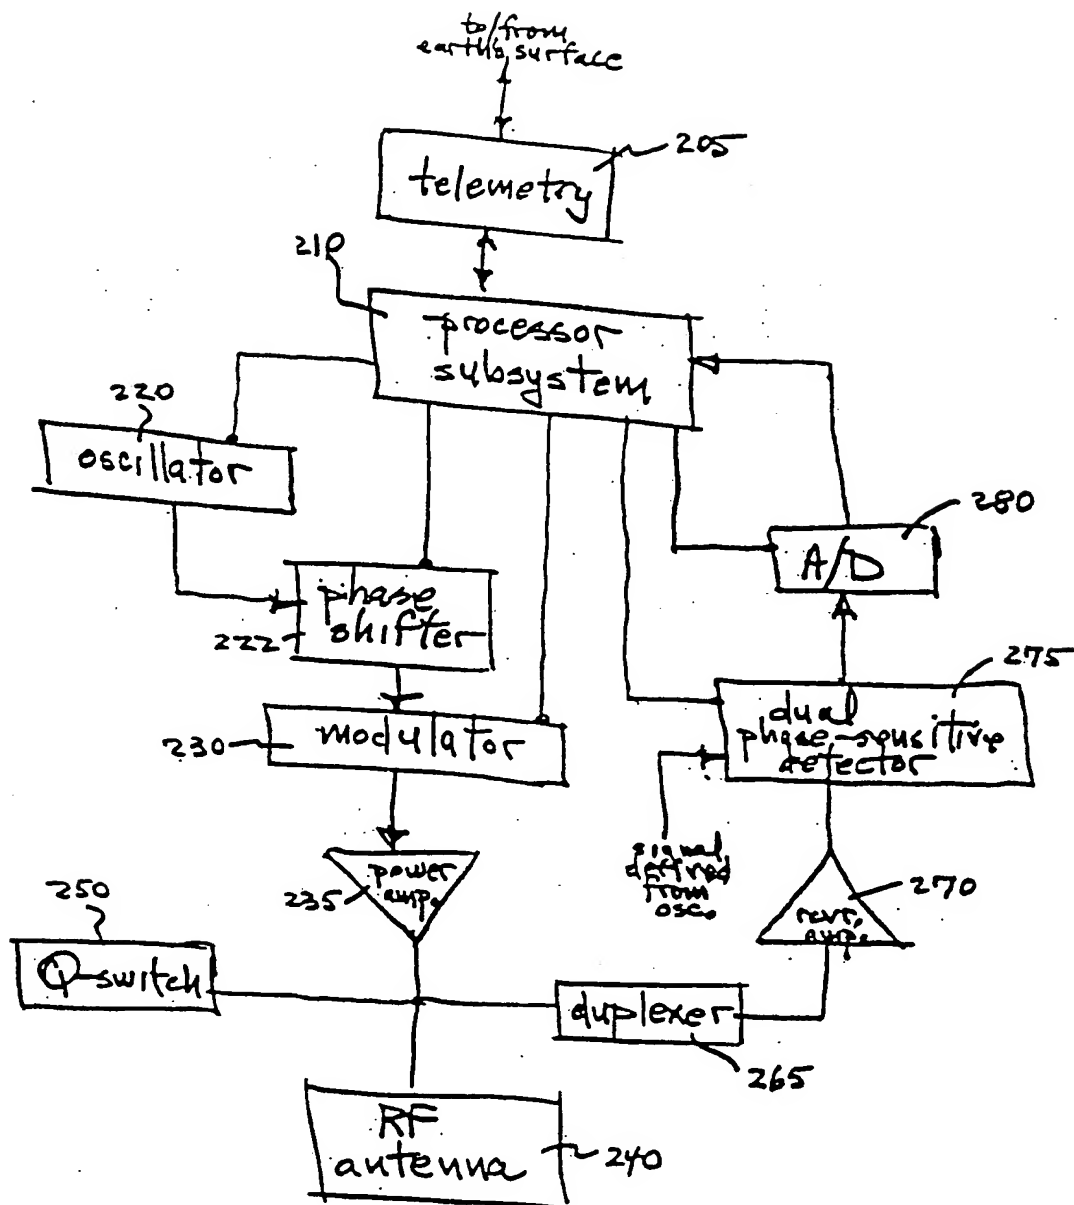 to/from
earth's surface
205
telemetry
210
processor
subsystem
220
oscillator
280
A/D
phase
shifter
222
275
dual
phase-sensitive
detector
230
modulator
power
amp.
235
signal
derived
from
osc.
270
rcvr.
amp.
250
Q-switch
duplexer
265
RF
antenna
240